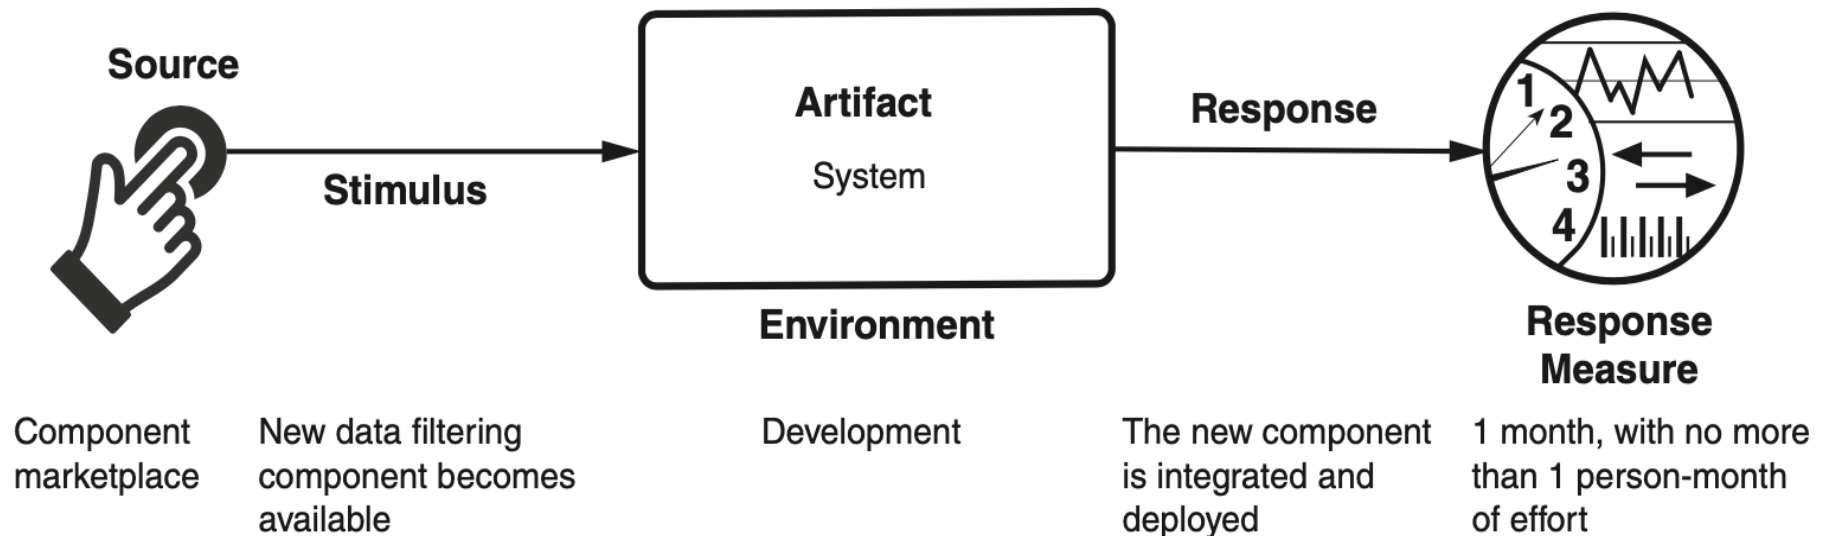 Source
Stimulus
Artifact
System
Environment
Response
1
2
3
4
Response
Measure
Component
marketplace
New data filtering
component becomes
available
Development
The new component
is integrated and
deployed
1 month, with no more
than 1 person-month
of effort